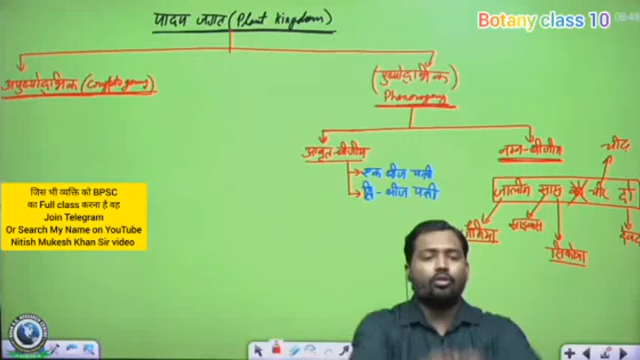 पादप जगत (Plant kingdom)
Botany class 10
अपुष्पोद्भिक (Cryptogams)
(पुष्पोद्भिक)
आवृत-बीजीय
नग्न-बीजीय
एक बीज पत्री
द्वि-बीज पत्री
चीड़
जालीम सास के चीर दो
साइकस
सिकोया
जिस भी व्यक्ति को BPSC
का Full class करना है वह
Join Telegram
Or Search My Name on YouTube
Nitish Mukesh Khan Sir video